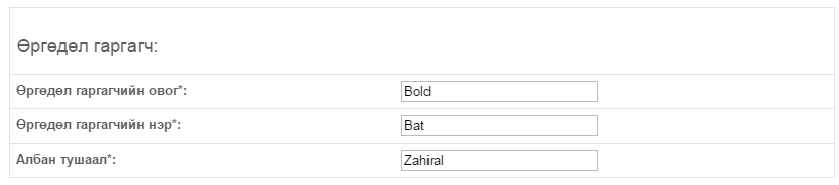 Өргөдөл гаргагч:
Өргөдөл гаргагчийн овог*: Bold
Өргөдөл гаргагчийн нэр*: Bat
Албан тушаал*: Zahiral